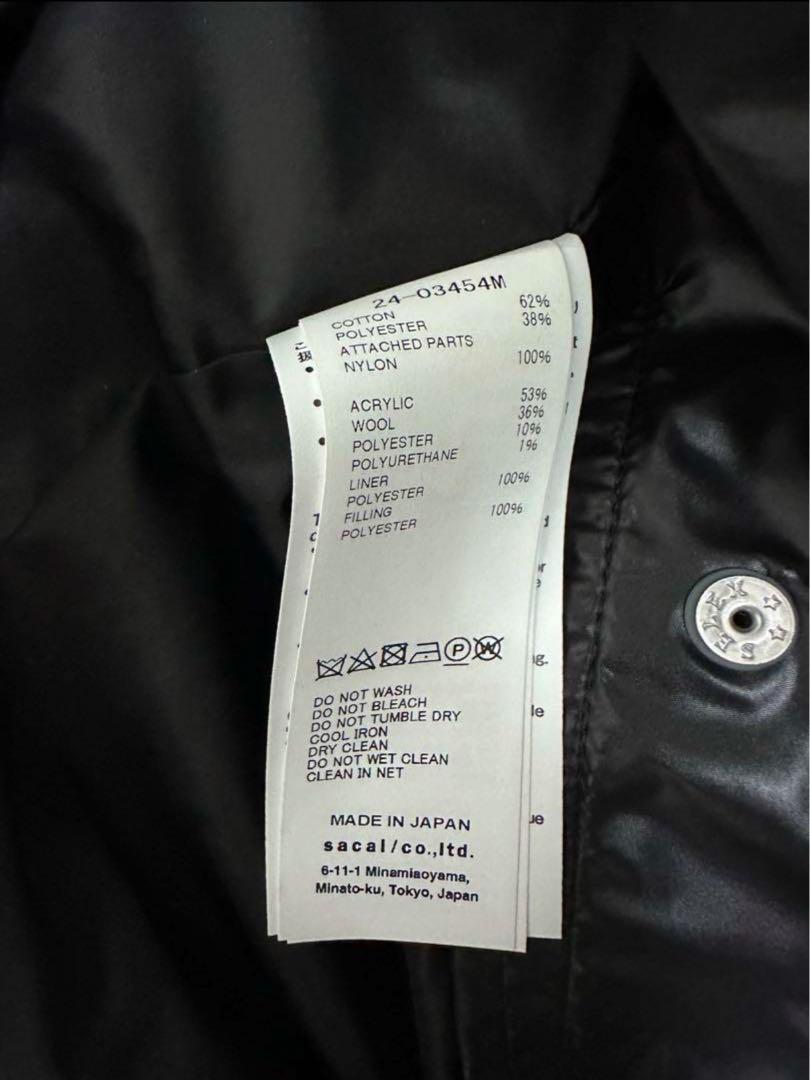 24-03454M
COTTON 62%
POLYESTER 38%
ATTACHED PARTS
NYLON 100%
ACRYLIC 53%
WOOL 36%
POLYESTER 10%
POLYURETHANE 1%
LINER
POLYESTER 100%
FILLING
POLYESTER 100%
P W
DO NOT WASH
DO NOT BLEACH
DO NOT TUMBLE DRY
COOL IRON
DRY CLEAN
DO NOT WET CLEAN
CLEAN IN NET
MADE IN JAPAN
sacai/co.,ltd.
6-11-1 Minamiaoyama,
Minato-ku, Tokyo, Japan
SELEX